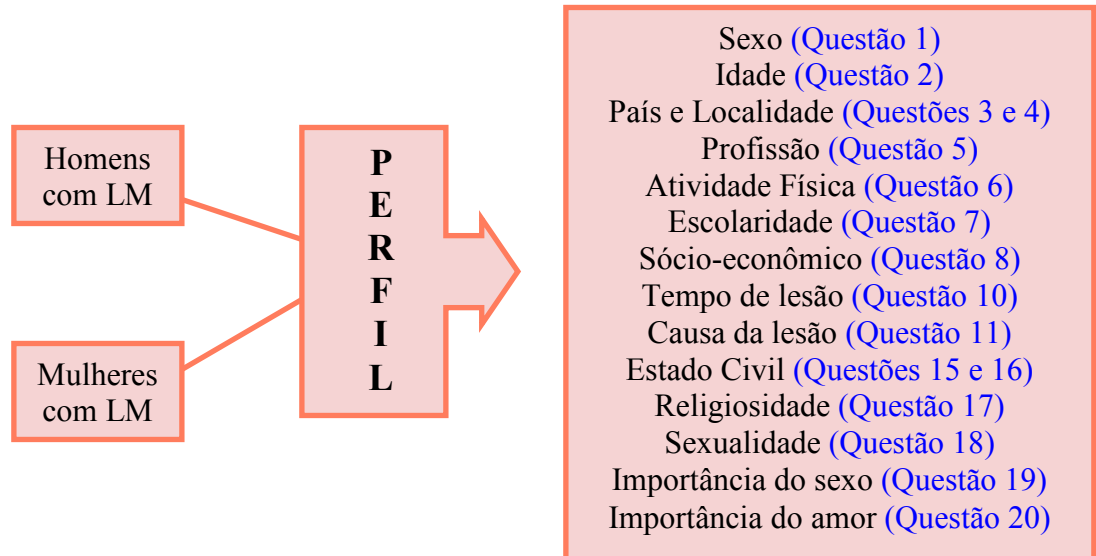 Homens
com LM
Mulheres
com LM
P
E
R
F
I
L
Sexo (Questão 1)
Idade (Questão 2)
País e Localidade (Questões 3 e 4)
Profissão (Questão 5)
Atividade Física (Questão 6)
Escolaridade (Questão 7)
Sócio-econômico (Questão 8)
Tempo de lesão (Questão 10)
Causa da lesão (Questão 11)
Estado Civil (Questões 15 e 16)
Religiosidade (Questão 17)
Sexualidade (Questão 18)
Importância do sexo (Questão 19)
Importância do amor (Questão 20)